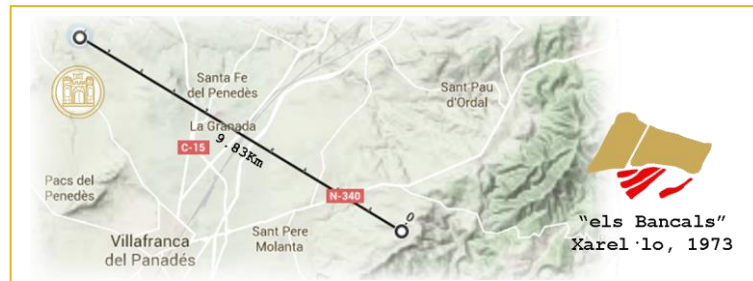 Santa Fe
del Penedès
Sant Pau
d'Ordal
La Granada
C-15
9.83Km
Pacs del
Penedès
N-340
0
"els Bancals"
Xarel·lo, 1973
Villafranca
del Panadés
Sant Pere
Molanta